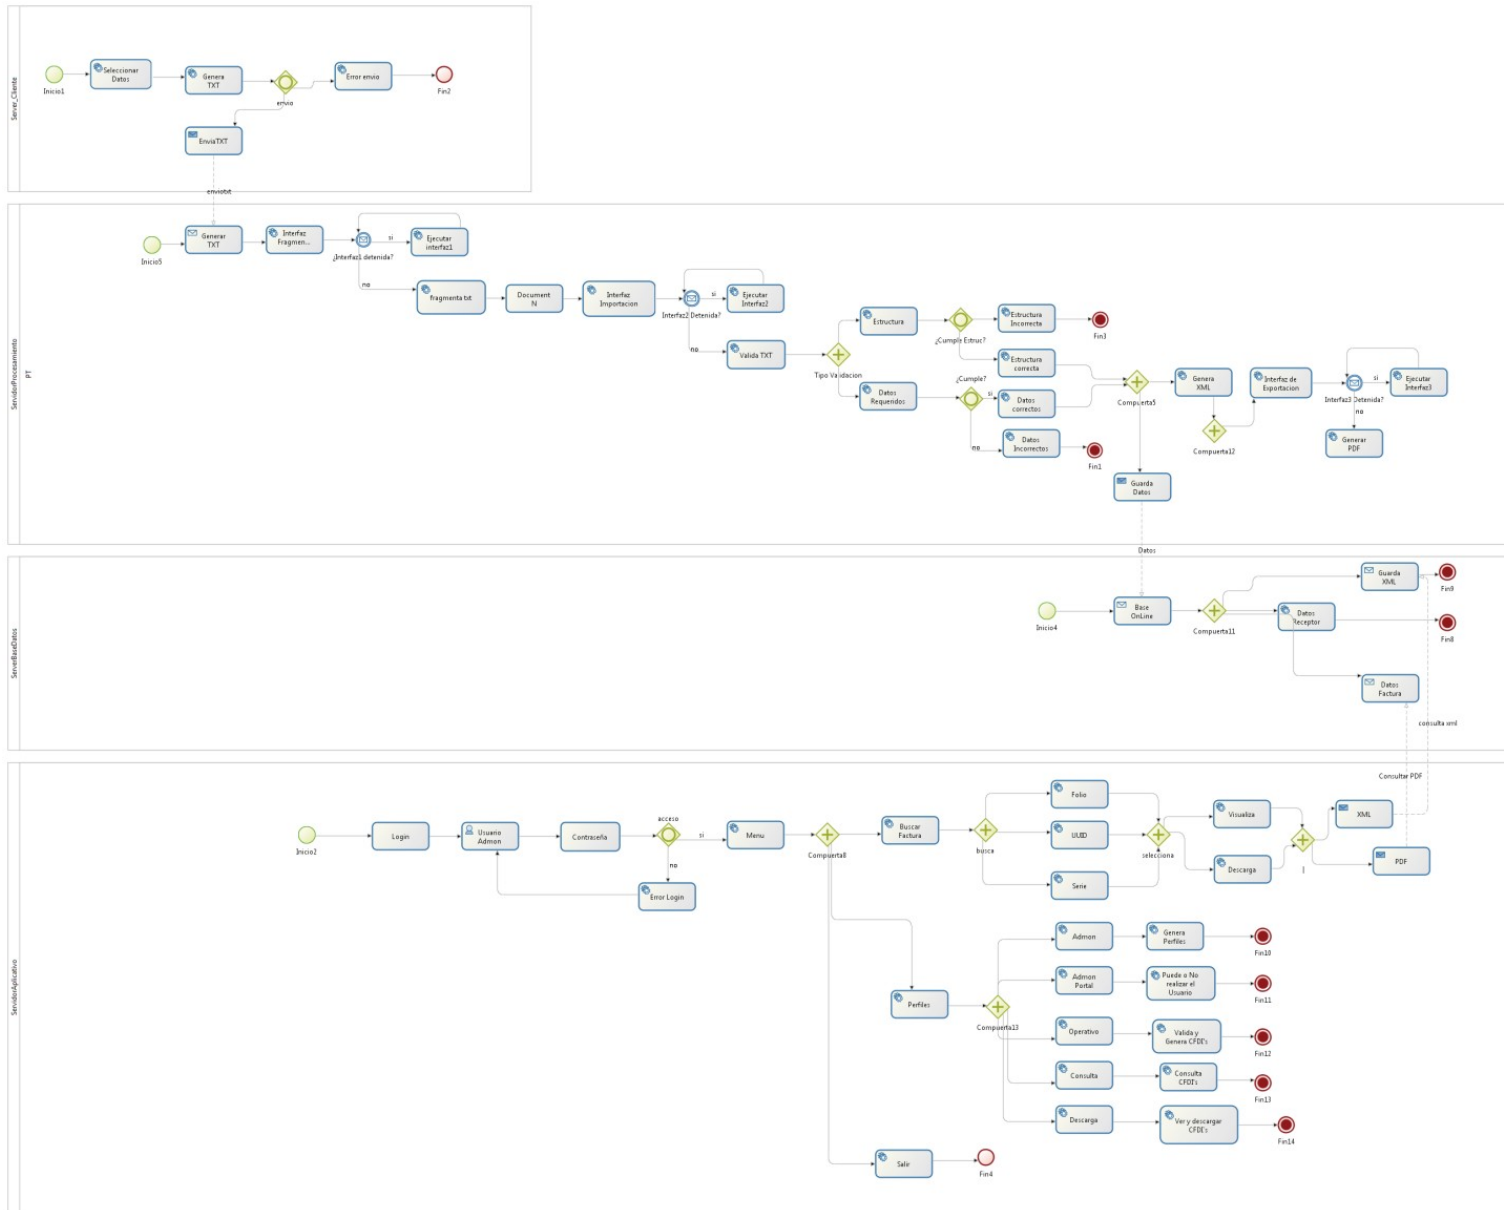 Server_Cliente
Inicio1
Seleccionar
Datos
Genera
TXT
envio
Error envio
Fin2
EnviaTXT
enviotxt
ServidorProcesamiento
PT
Inicio5
Generar
TXT
Interfaz
Fragmen...
¿Interfaz1 detenida?
si
Ejecutar
interfaz1
no
fragmenta txt
Document
N
Interfaz
Importacion
Interfaz2 Detenida?
si
Ejecutar
Interfaz2
no
Valida TXT
Tipo Validacion
Estructura
¿Cumple Estruc?
Estructura
Incorrecta
Fin3
Estructura
correcta
Datos
Requeridos
¿Cumple?
si
Datos
correctos
no
Datos
Incorrectos
Fin1
Compuerta5
Genera
XML
Compuerta12
Interfaz de
Exportacion
Interfaz3 Detenida?
si
Ejecutar
Interfaz3
no
Generar
PDF
Guarda
Datos
Datos
ServerBaseDatos
Inicio4
Base
OnLine
Compuerta11
Guarda
XML
Fin9
Datos
Receptor
Fin8
Datos
Factura
consulta xml
Consultar PDF
ServidorAplicativo
Inicio2
Login
Usuario
Admon
Contraseña
acceso
si
no
Error Login
Menu
Compuerta8
Buscar
Factura
busca
Folio
UUID
Serie
selecciona
Visualiza
Descarga
XML
PDF
Perfiles
Compuerta13
Admon
Genera
Perfiles
Fin10
Admon
Portal
Puede o No
realizar el
Usuario
Fin11
Operativo
Valida y
Genera CFDI's
Fin12
Consulta
Consulta
CFDI's
Fin13
Descarga
Ver y descargar
CFDI's
Fin14
Salir
Fin4